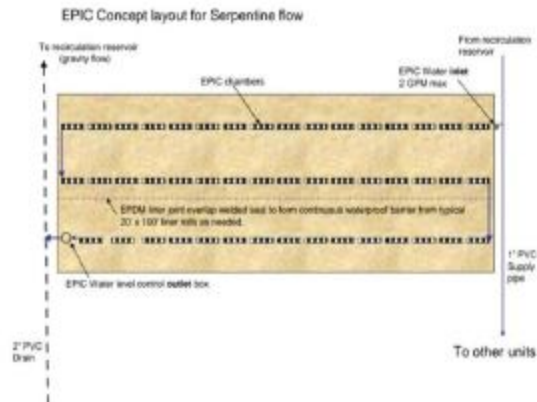 EPIC Concept layout for Serpentine flow
To recirculation reservoir
(gravity flow)
From recirculation
reservoir
EPIC chambers
EPIC Water inlet
2 GPM max
EPDM liner joint overlap welded seal to form continuous waterproof barrier from typical
20' x 100' liner rolls as needed.
EPIC Water level control outlet box
1" PVC
Supply
pipe
2" PVC
Drain
To other units